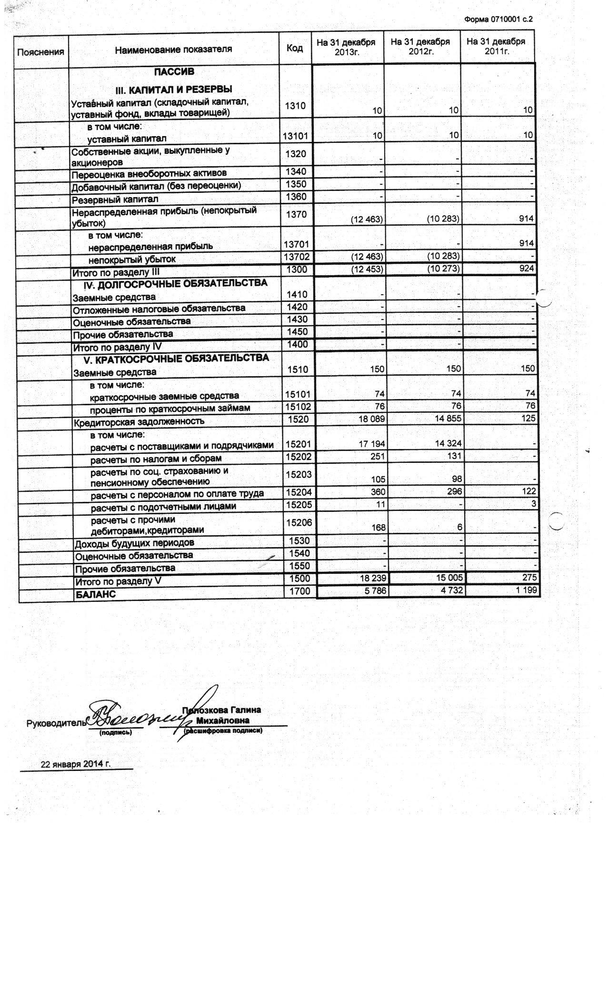 Форма 0710001 с.2
Пояснения Наименование показателя Код На 31 декабря 2013г. На 31 декабря 2012г. На 31 декабря 2011г.
ПАССИВ
III. КАПИТАЛ И РЕЗЕРВЫ
Уставный капитал (складочный капитал,
уставный фонд, вклады товарищей) 1310 10 10 10
в том числе:
уставный капитал 13101 10 10 10
Собственные акции, выкупленные у
акционеров 1320 - - -
Переоценка внеоборотных активов 1340 - - -
Добавочный капитал (без переоценки) 1350 - - -
Резервный капитал 1360 - - -
Нераспределенная прибыль (непокрытый
убыток) 1370 (12 463) (10 283) 914
в том числе:
нераспределенная прибыль 13701 - - 914
непокрытый убыток 13702 (12 463) (10 283) -
Итого по разделу III 1300 (12 453) (10 273) 924
IV. ДОЛГОСРОЧНЫЕ ОБЯЗАТЕЛЬСТВА
Заемные средства 1410 - - -
Отложенные налоговые обязательства 1420 - - -
Оценочные обязательства 1430 - - -
Прочие обязательства 1450 - - -
Итого по разделу IV 1400 - - -
V. КРАТКОСРОЧНЫЕ ОБЯЗАТЕЛЬСТВА
Заемные средства 1510 150 150 150
в том числе:
краткосрочные заемные средства 15101 74 74 74
проценты по краткосрочным займам 15102 76 76 76
Кредиторская задолженность 1520 18 089 14 855 125
в том числе:
расчеты с поставщиками и подрядчиками 15201 17 194 14 324 -
расчеты по налогам и сборам 15202 251 131 -
расчеты по соц. страхованию и
пенсионному обеспечению 15203 105 98 -
расчеты с персоналом по оплате труда 15204 360 296 122
расчеты с подотчетными лицами 15205 11 - 3
расчеты с прочими
дебиторами,кредиторами 15206 168 6 -
Доходы будущих периодов 1530 - - -
Оценочные обязательства 1540 - - -
Прочие обязательства 1550 - - -
Итого по разделу V 1500 18 239 15 005 275
БАЛАНС 1700 5 786 4 732 1 199
Полозкова Галина
Руководитель Михайловна
(подпись) (расшифровка подписи)
22 января 2014 г.